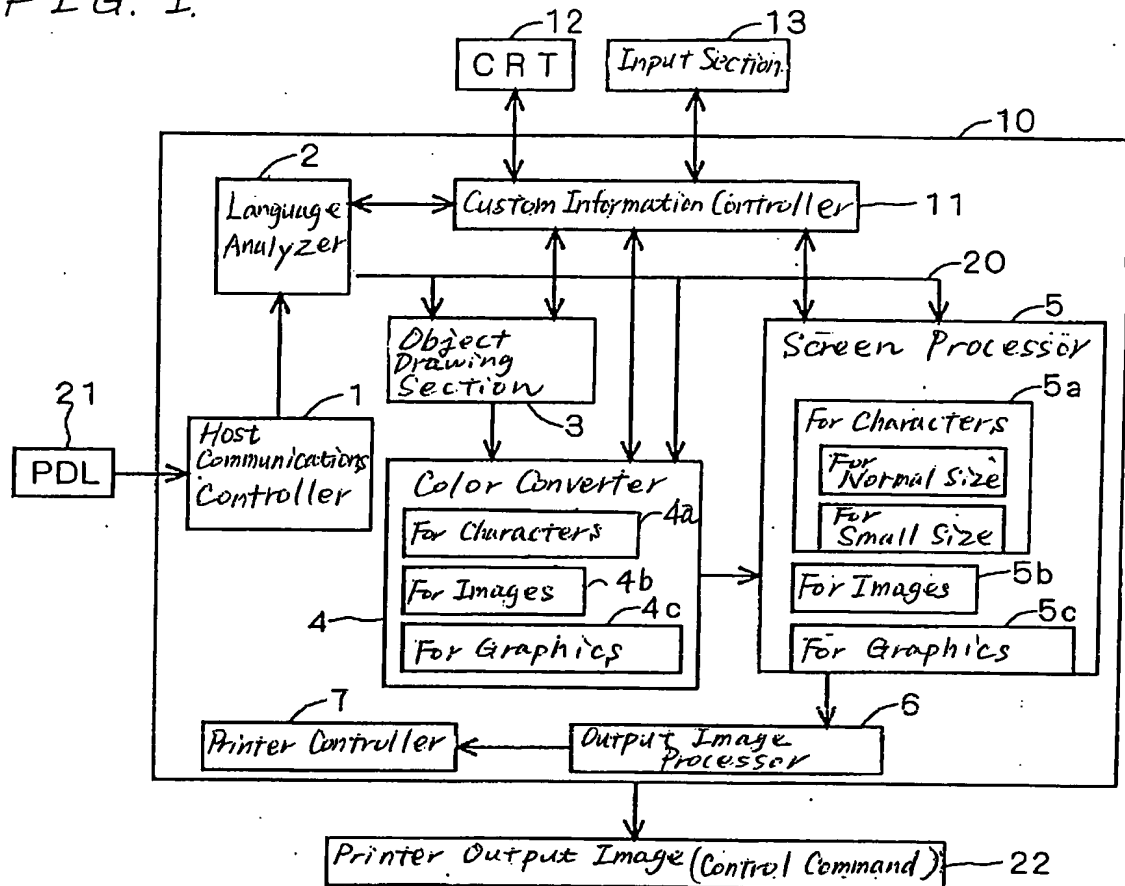 FIG. 1.
12
13
CRT
Input Section
10
2
Language
Analyzer
Custom Information Controller
11
20
5
Object
Drawing
Section
3
Screen Processor
21
PDL
1
Host
Communications
Controller
5a
For Characters
For
Normal Size
For
Small Size
Color Converter
4a
For Characters
4b
For Images
4
4c
For Graphics
5b
For Images
5c
For Graphics
7
Printer Controller
6
Output Image
Processor
Printer Output Image (Control Command)
22